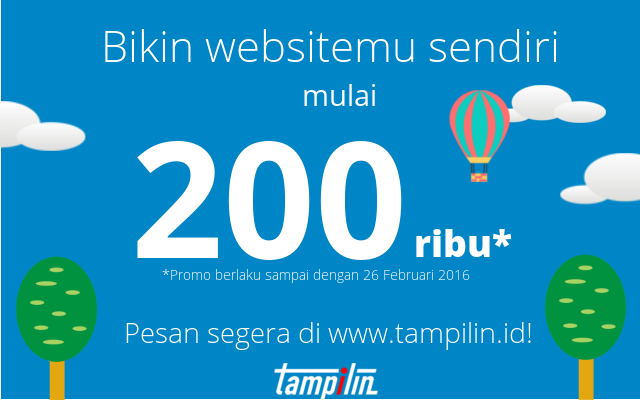 Bikin websitemu sendiri
mulai
200 ribu*
*Promo berlaku sampai dengan 26 Februari 2016
Pesan segera di www.tampilin.id!
tampilin